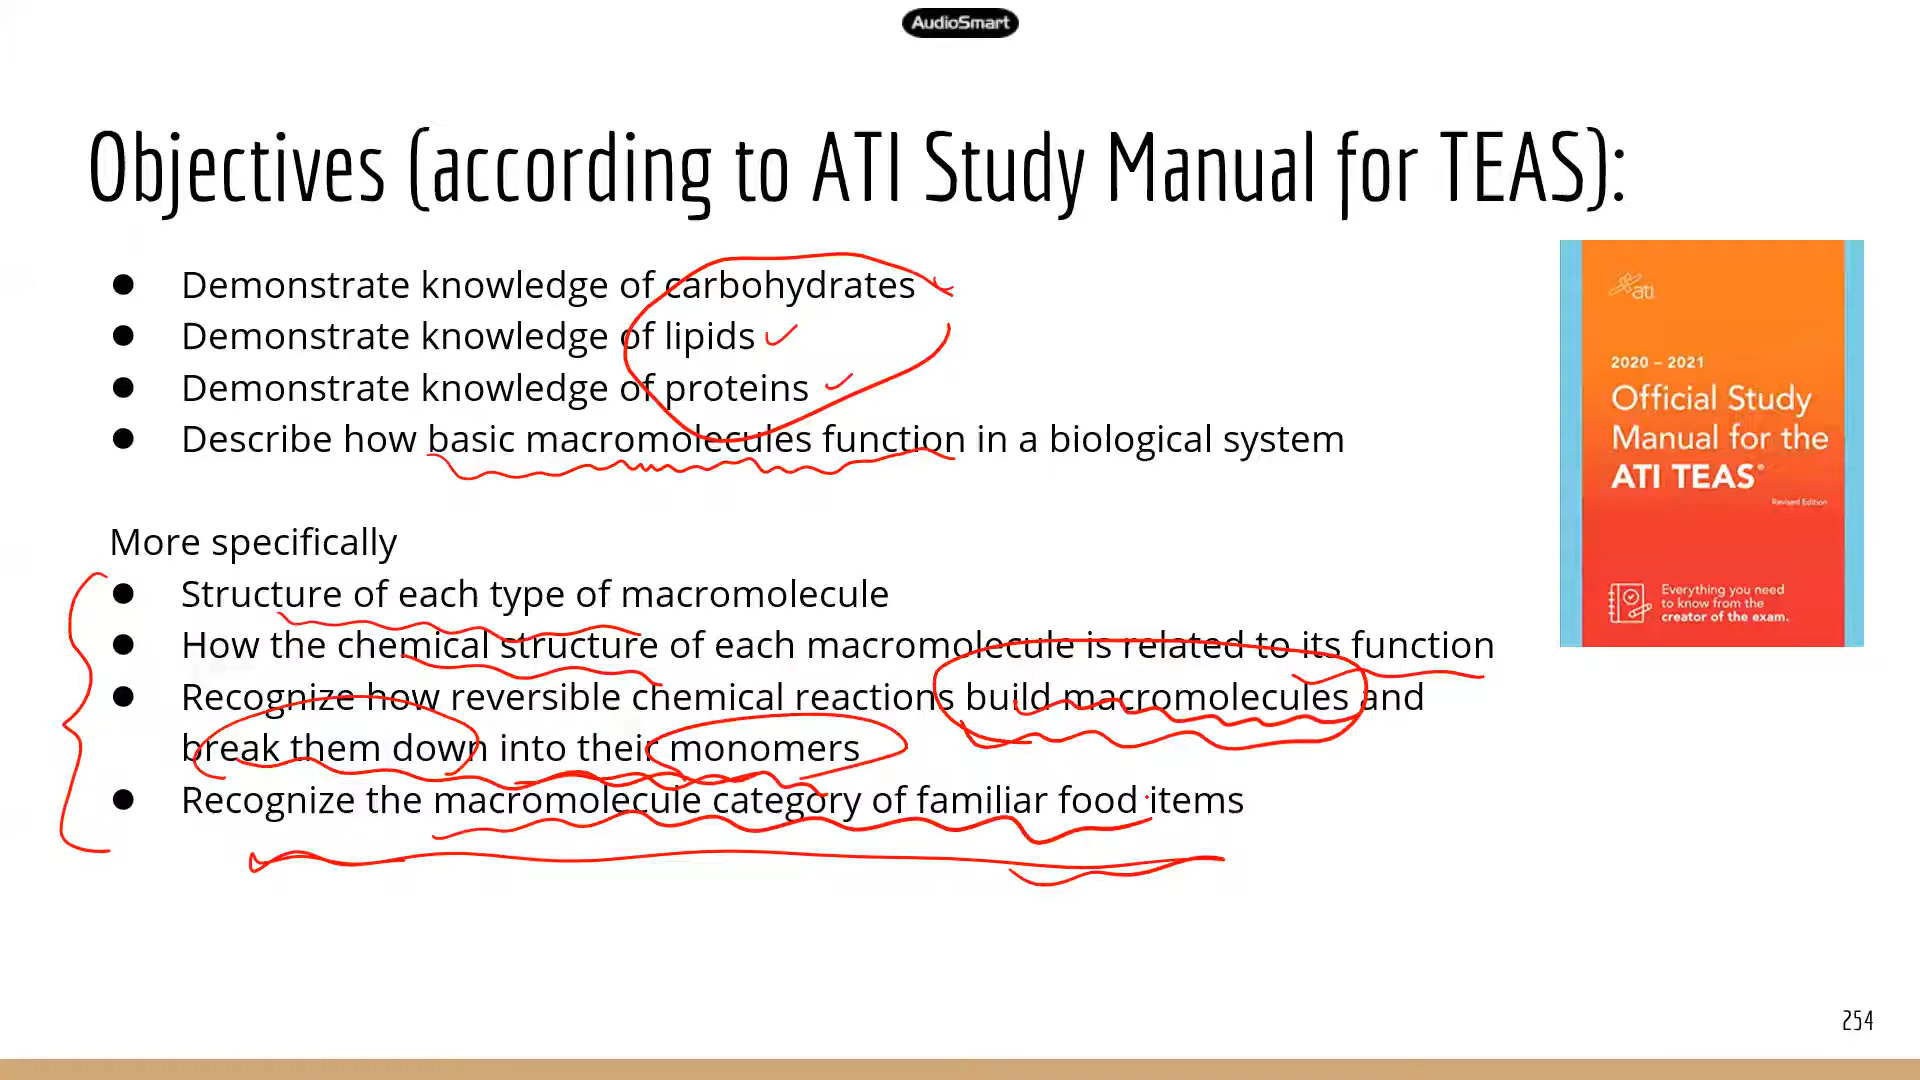 AudioSmart
Objectives (according to ATI Study Manual for TEAS):
● Demonstrate knowledge of carbohydrates
● Demonstrate knowledge of lipids
● Demonstrate knowledge of proteins
● Describe how basic macromolecules function in a biological system
More specifically
● Structure of each type of macromolecule
● How the chemical structure of each macromolecule is related to its function
● Recognize how reversible chemical reactions build macromolecules and
break them down into their monomers
● Recognize the macromolecule category of familiar food items
ati
2020 – 2021
Official Study
Manual for the
ATI TEAS®
Revised Edition
Everything you need
to know from the
creator of the exam.
254